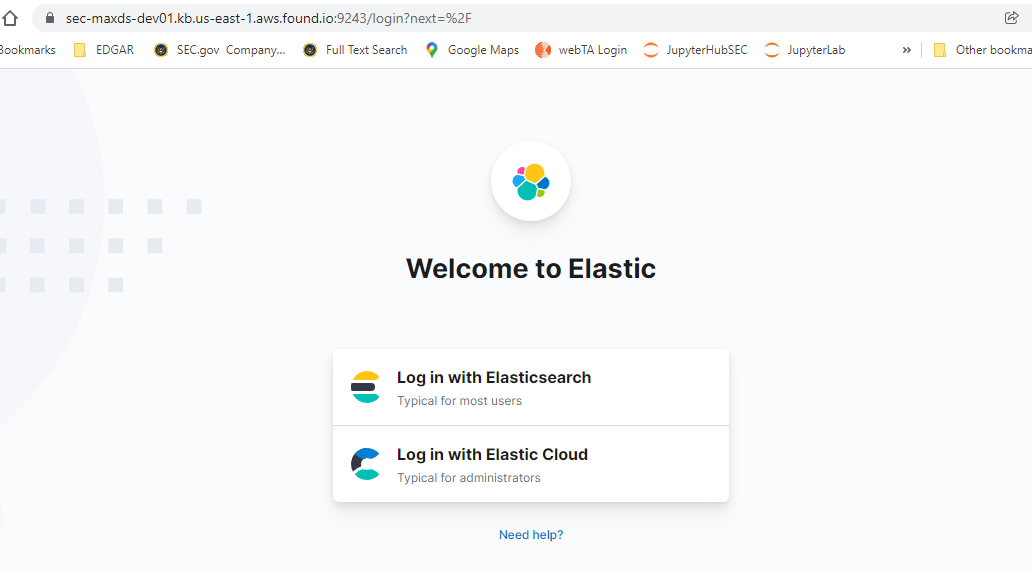 sec-maxds-dev01.kb.us-east-1.aws.found.io:9243/login?next=%2F
Bookmarks EDGAR SEC.gov Company... Full Text Search Google Maps webTA Login JupyterHubSEC JupyterLab » Other bookma
Welcome to Elastic
Log in with Elasticsearch
Typical for most users
Log in with Elastic Cloud
Typical for administrators
Need help?